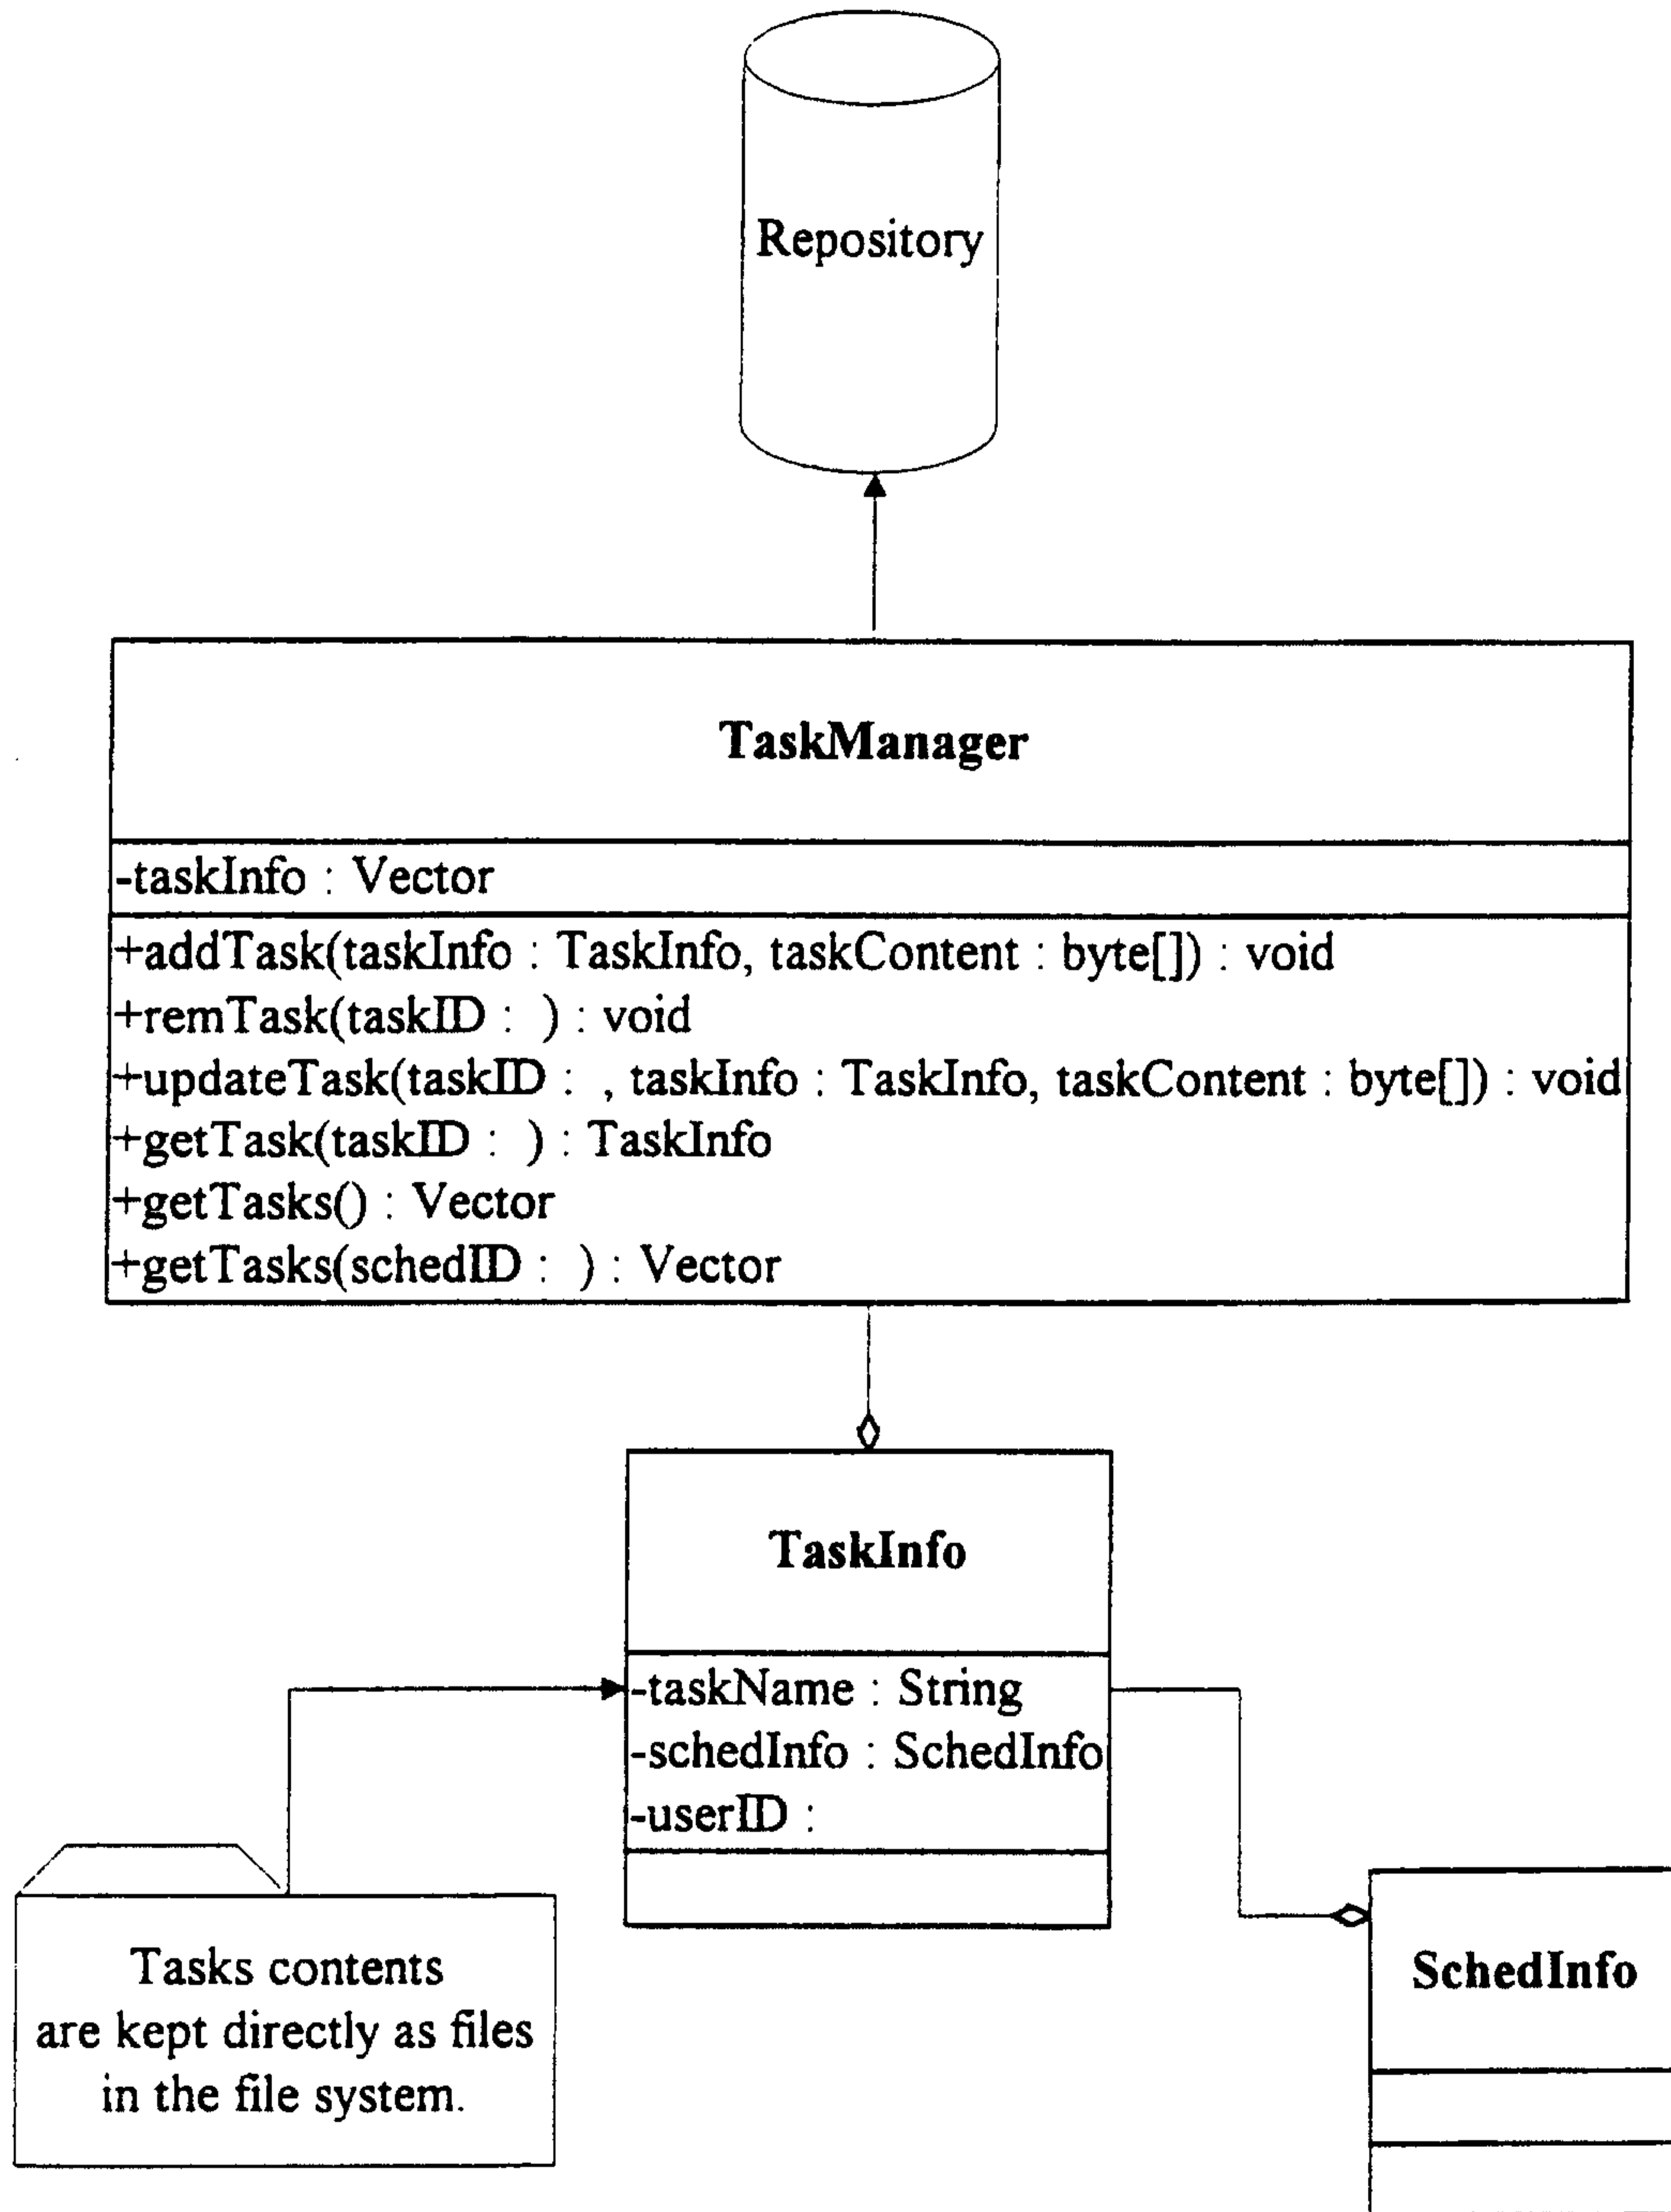 Repository
TaskManager
-taskInfo : Vector
+addTask(taskInfo : TaskInfo, taskContent : byte[]) : void
+remTask(taskID :  ) : void
+updateTask(taskID :  , taskInfo : TaskInfo, taskContent : byte[]) : void
+getTask(taskID :  ) : TaskInfo
+getTasks() : Vector
+getTasks(schedID :  ) : Vector
TaskInfo
-taskName : String
-schedInfo : SchedInfo
-userID :
Tasks contents
are kept directly as files
in the file system.
SchedInfo